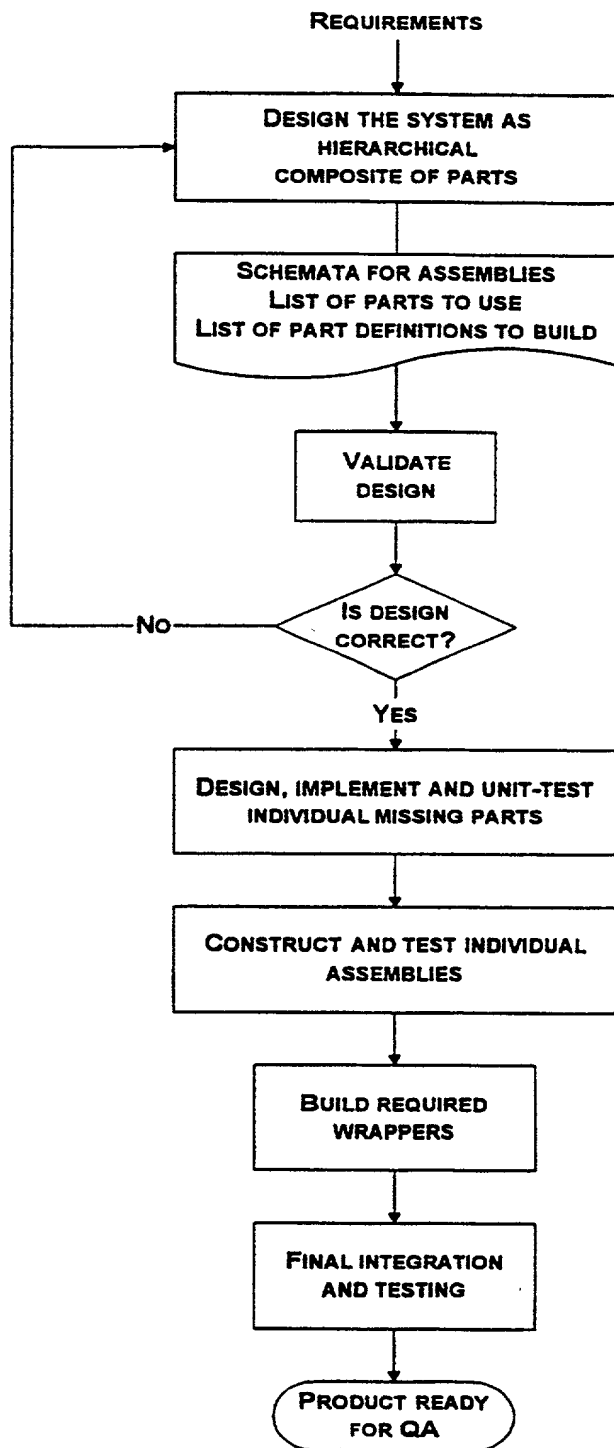 REQUIREMENTS
DESIGN THE SYSTEM AS
HIERARCHICAL
COMPOSITE OF PARTS
SCHEMATA FOR ASSEMBLIES
LIST OF PARTS TO USE
LIST OF PART DEFINITIONS TO BUILD
VALIDATE
DESIGN
IS DESIGN
CORRECT?
NO
YES
DESIGN, IMPLEMENT AND UNIT-TEST
INDIVIDUAL MISSING PARTS
CONSTRUCT AND TEST INDIVIDUAL
ASSEMBLIES
BUILD REQUIRED
WRAPPERS
FINAL INTEGRATION
AND TESTING
PRODUCT READY
FOR QA